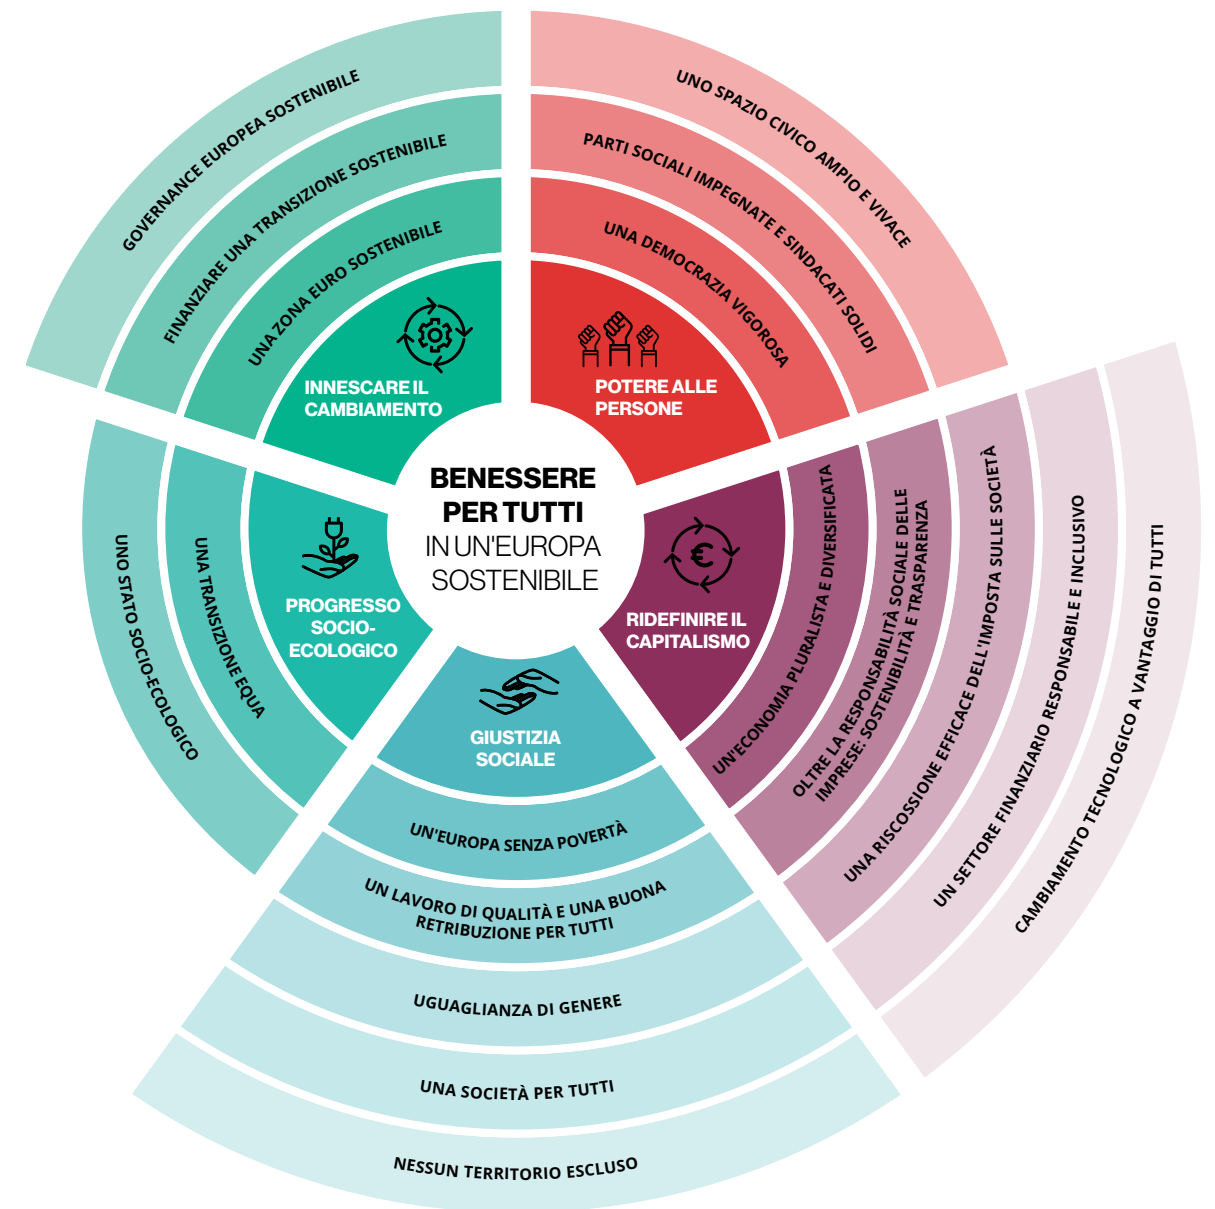 BENESSERE
PER TUTTI
IN UN'EUROPA
SOSTENIBILE
POTERE ALLE
PERSONE
UNA DEMOCRAZIA VIGOROSA
PARTI SOCIALI IMPEGNATE E SINDACATI SOLIDI
UNO SPAZIO CIVICO AMPIO E VIVACE
RIDEFINIRE IL
CAPITALISMO
UN'ECONOMIA PLURALISTA E DIVERSIFICATA
OLTRE LA RESPONSABILITÀ SOCIALE DELLE
IMPRESE: SOSTENIBILITÀ E TRASPARENZA
UNA RISCOSSIONE EFFICACE DELL'IMPOSTA SULLE SOCIETÀ
UN SETTORE FINANZIARIO RESPONSABILE E INCLUSIVO
CAMBIAMENTO TECNOLOGICO A VANTAGGIO DI TUTTI
GIUSTIZIA
SOCIALE
UN'EUROPA SENZA POVERTÀ
UN LAVORO DI QUALITÀ E UNA BUONA
RETRIBUZIONE PER TUTTI
UGUAGLIANZA DI GENERE
UNA SOCIETÀ PER TUTTI
NESSUN TERRITORIO ESCLUSO
PROGRESSO
SOCIO-
ECOLOGICO
UNA TRANSIZIONE EQUA
UNO STATO SOCIO-ECOLOGICO
INNESCARE IL
CAMBIAMENTO
UNA ZONA EURO SOSTENIBILE
FINANZIARE UNA TRANSIZIONE SOSTENIBILE
GOVERNANCE EUROPEA SOSTENIBILE